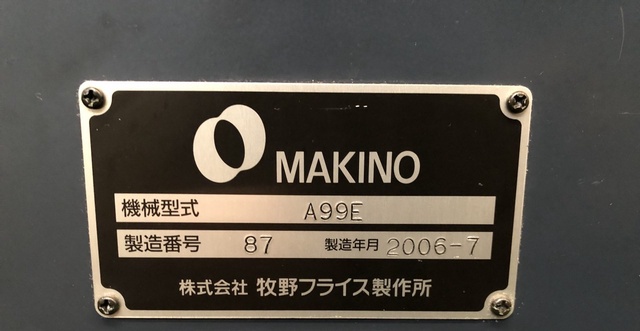 MAKINO
機械型式 A99E
製造番号 87 製造年月 2006-7
株式会社 牧野フライス製作所